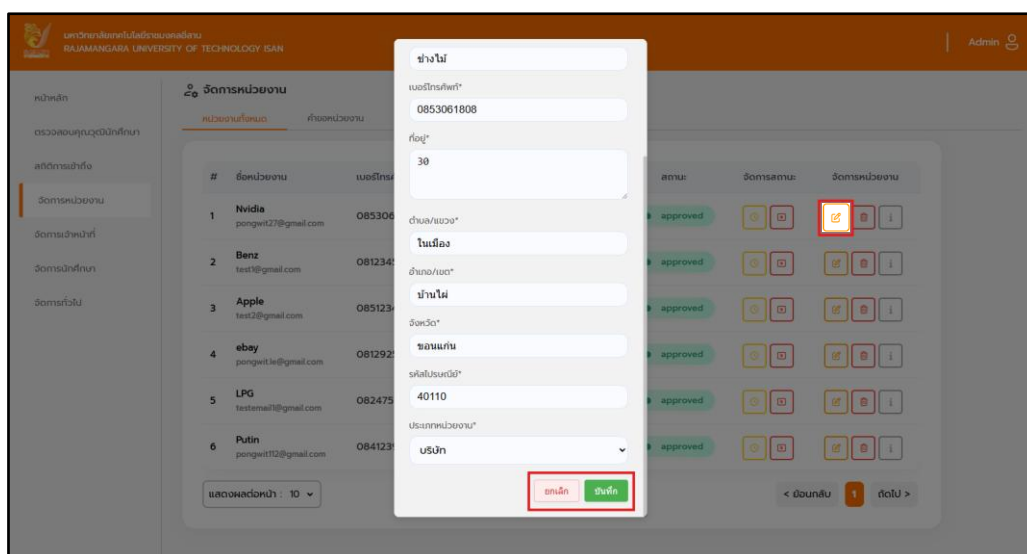 มหาวิทยาลัยเทคโนโลยีราชมงคลอีสาน
RAJAMANGARA UNIVERSITY OF TECHNOLOGY ISAN
Admin
หน้าหลัก
ตรวจสอบคุณวุฒินักศึกษา
สถิติการเข้าถึง
จัดการหน่วยงาน
จัดการเจ้าหน้าที่
จัดการนักศึกษา
จัดการทั่วไป
จัดการหน่วยงาน
หน่วยงานทั้งหมด คำขอหน่วยงาน
# ชื่อหน่วยงาน เบอร์โทรศ สถานะ จัดการสถานะ จัดการหน่วยงาน
1 Nvidia 085306 approved
pongwit27@gmail.com
2 Benz 081234 approved
test1@gmail.com
3 Apple 085123 approved
test2@gmail.com
4 ebay 081292 approved
pongwit.le@gmail.com
5 LPG 082475 approved
testemail1@gmail.com
6 Putin 084123 approved
pongwit112@gmail.com
แสดงผลต่อหน้า : 10
< ย้อนกลับ 1 ถัดไป >
ช่างไม้
เบอร์โทรศัพท์*
0853061808
ที่อยู่*
30
ตำบล/แขวง*
ในเมือง
อำเภอ/เขต*
บ้านไผ่
จังหวัด*
ขอนแก่น
รหัสไปรษณีย์*
40110
ประเภทหน่วยงาน*
บริษัท
ยกเลิก บันทึก